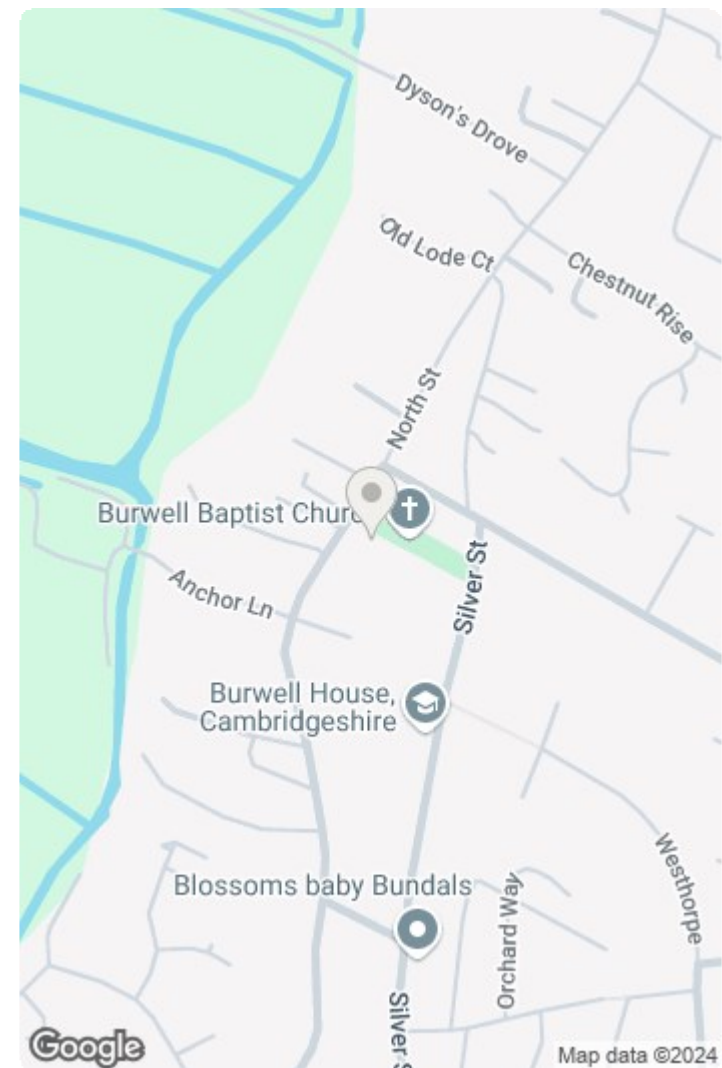 Dyson's Drove
Old Lode Ct
Chestnut Rise
North St
Burwell Baptist Church
Silver St
Anchor Ln
Burwell House,
Cambridgeshire
Westhorpe
Blossoms baby Bundals
Orchard Way
Silver S
Google
Map data ©2024